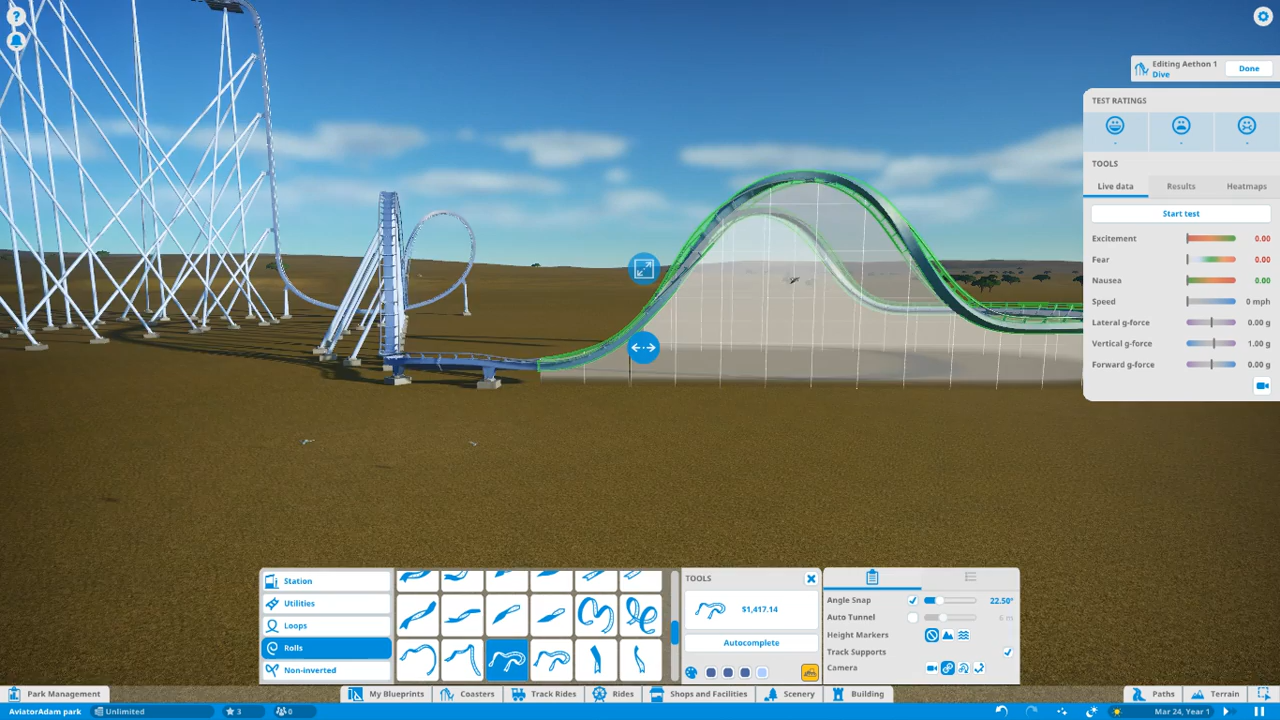 ?
Editing Aethon 1
Dive
Done
TEST RATINGS
-
-
-
TOOLS
Live data
Results
Heatmaps
Start test
Excitement
0.00
Fear
0.00
Nausea
0.00
Speed
0 mph
Lateral g-force
0.00 g
Vertical g-force
1.00 g
Forward g-force
0.00 g
Station
Utilities
Loops
Rolls
Non-inverted
TOOLS
$1,417.14
Autocomplete
Angle Snap
22.50°
Auto Tunnel
6 m
Height Markers
Track Supports
Camera
Park Management
My Blueprints
Coasters
Track Rides
Rides
Shops and Facilities
Scenery
Building
Paths
Terrain
AviatorAdam park
Unlimited
3
0
Mar 24, Year 1